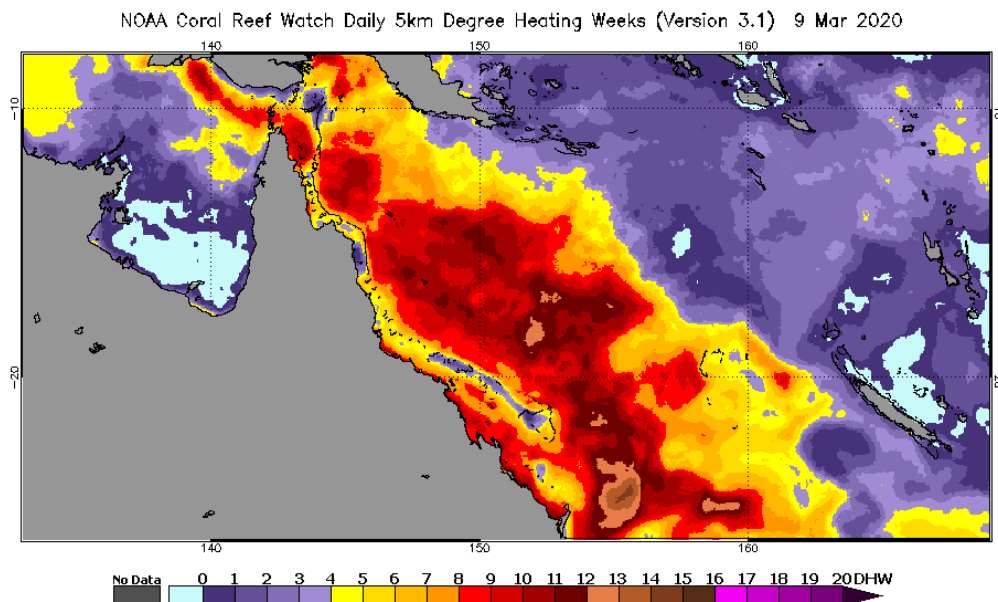 NOAA Coral Reef Watch Daily 5km Degree Heating Weeks (Version 3.1) 9 Mar 2020
140 150 160
-10
-20
140 150 160
No Data 0 1 2 3 4 5 6 7 8 9 10 11 12 13 14 15 16 17 18 19 20 DHW